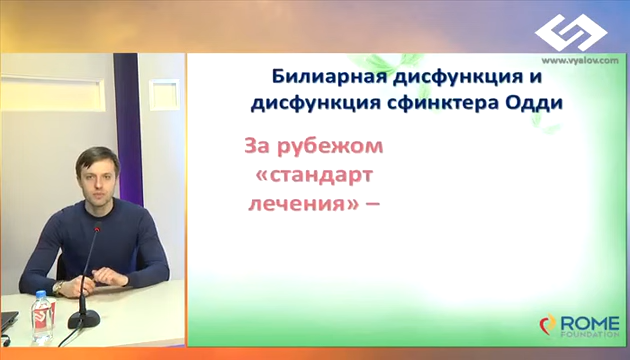 www.vyalov.com
Билиарная дисфункция и
дисфункция сфинктера Одди
За рубежом
«стандарт
лечения» –
ROME
FOUNDATION